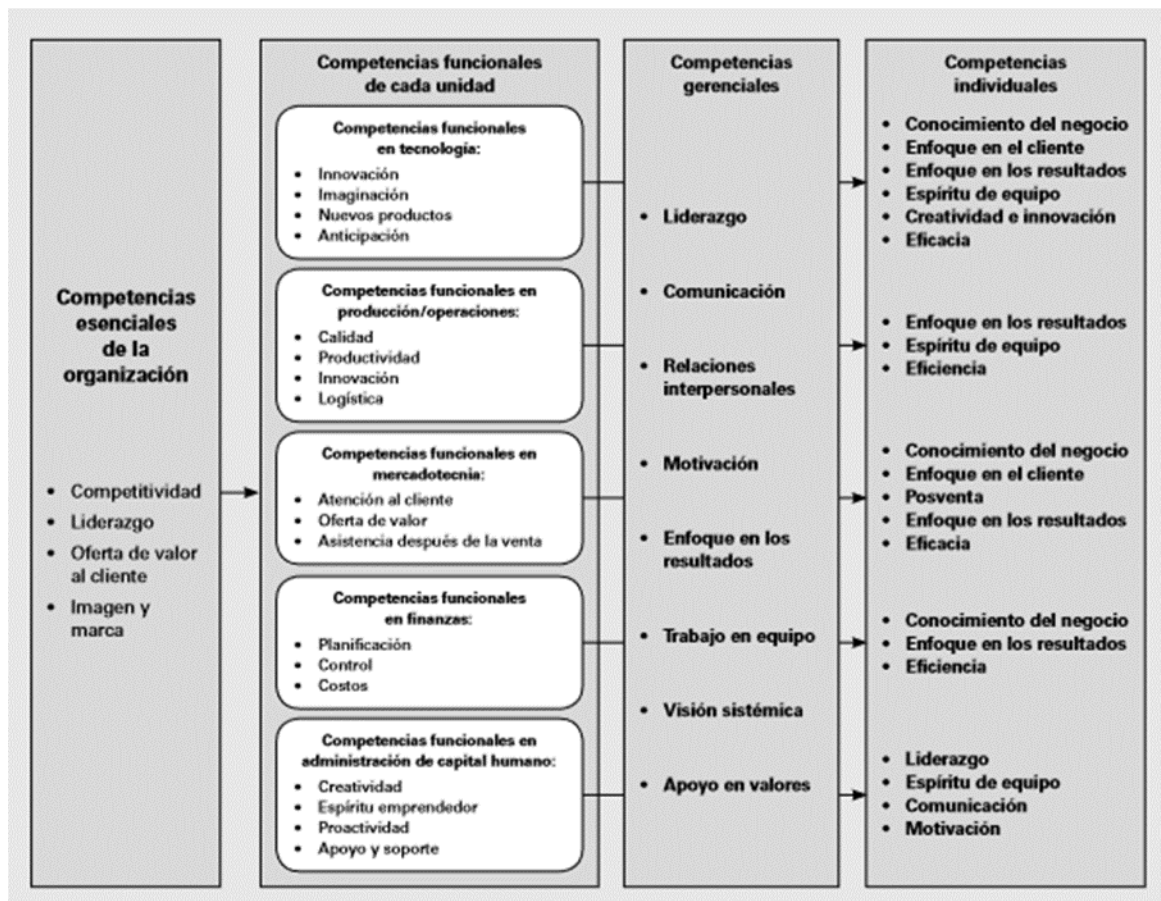 Competencias
esenciales
de la
organización
• Competitividad
• Liderazgo
• Oferta de valor
al cliente
• Imagen y
marca
Competencias funcionales
de cada unidad
Competencias funcionales
en tecnología:
• Innovación
• Imaginación
• Nuevos productos
• Anticipación
Competencias funcionales en
producción/operaciones:
• Calidad
• Productividad
• Innovación
• Logística
Competencias funcionales en
mercadotecnia:
• Atención al cliente
• Oferta de valor
• Asistencia después de la venta
Competencias funcionales
en finanzas:
• Planificación
• Control
• Costos
Competencias funcionales en
administración de capital humano:
• Creatividad
• Espíritu emprendedor
• Proactividad
• Apoyo y soporte
Competencias
gerenciales
• Liderazgo
• Comunicación
• Relaciones
interpersonales
• Motivación
• Enfoque en los
resultados
• Trabajo en equipo
• Visión sistémica
• Apoyo en valores
Competencias
individuales
• Conocimiento del negocio
• Enfoque en el cliente
• Enfoque en los resultados
• Espíritu de equipo
• Creatividad e innovación
• Eficacia
• Enfoque en los resultados
• Espíritu de equipo
• Eficiencia
• Conocimiento del negocio
• Enfoque en el cliente
• Posventa
• Enfoque en los resultados
• Eficacia
• Conocimiento del negocio
• Enfoque en los resultados
• Eficiencia
• Liderazgo
• Espíritu de equipo
• Comunicación
• Motivación